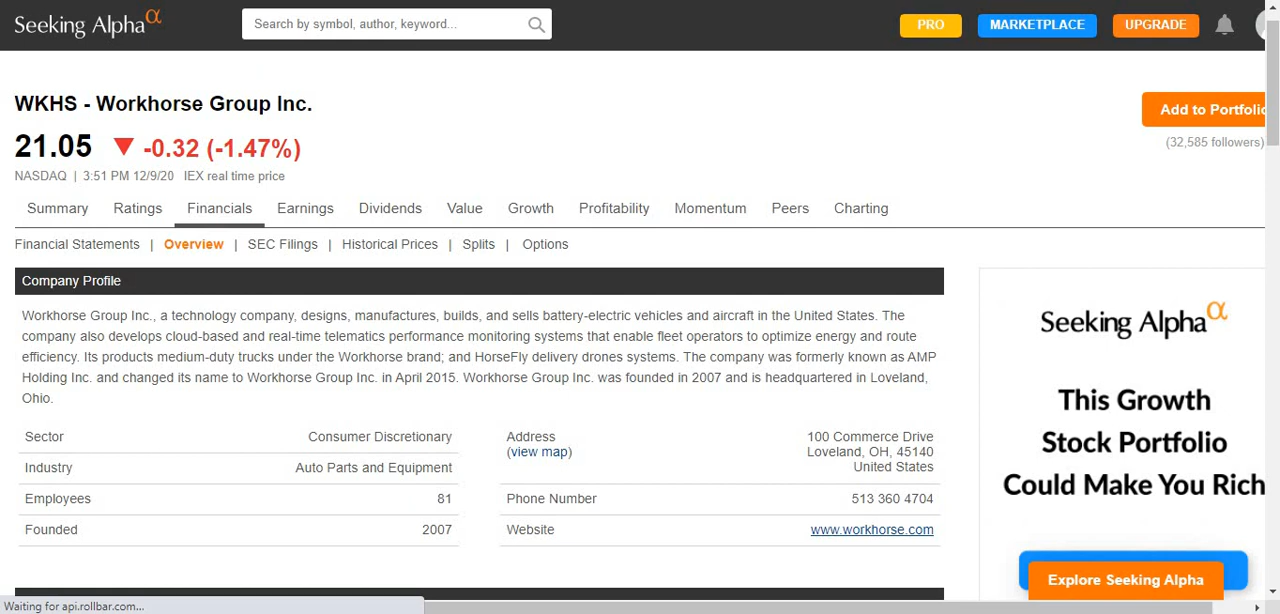 Seeking Alpha α
Search by symbol, author, keyword...
PRO
MARKETPLACE
UPGRADE
WKHS - Workhorse Group Inc.
Add to Portfolio
21.05 ▼ -0.32 (-1.47%)
(32,585 followers)
NASDAQ | 3:51 PM 12/9/20 IEX real time price
Summary Ratings Financials Earnings Dividends Value Growth Profitability Momentum Peers Charting
Financial Statements | Overview | SEC Filings | Historical Prices | Splits | Options
Company Profile
Workhorse Group Inc., a technology company, designs, manufactures, builds, and sells battery-electric vehicles and aircraft in the United States. The
company also develops cloud-based and real-time telematics performance monitoring systems that enable fleet operators to optimize energy and route
efficiency. Its products medium-duty trucks under the Workhorse brand; and HorseFly delivery drones systems. The company was formerly known as AMP
Holding Inc. and changed its name to Workhorse Group Inc. in April 2015. Workhorse Group Inc. was founded in 2007 and is headquartered in Loveland,
Ohio.
Sector Consumer Discretionary
Industry Auto Parts and Equipment
Employees 81
Founded 2007
Address
(view map)
100 Commerce Drive
Loveland, OH, 45140
United States
Phone Number 513 360 4704
Website www.workhorse.com
Seeking Alpha α
This Growth
Stock Portfolio
Could Make You Rich
Explore Seeking Alpha
Waiting for api.rollbar.com...